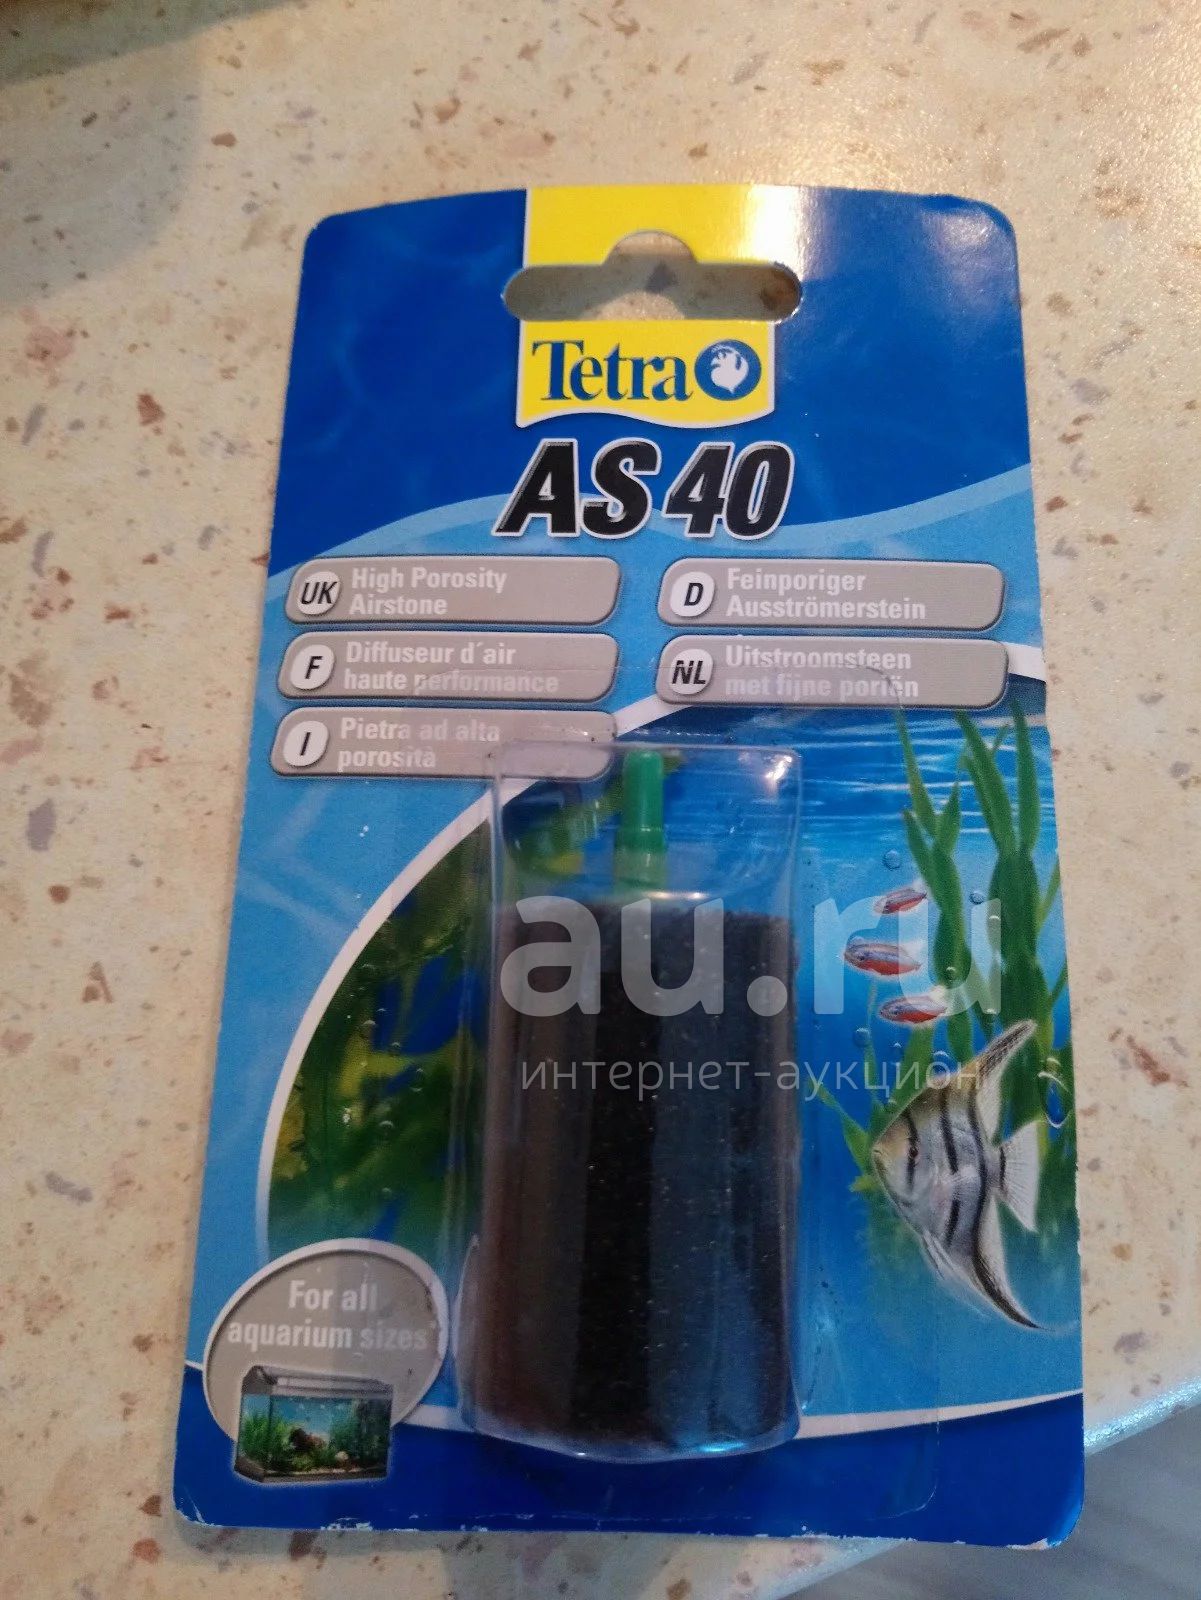 Tetra
AS 40
UK High Porosity
Airstone
D Feinporiger
Ausströmerstein
F Diffuseur d´air
haute performance
NL Uitstroomsteen
met fijne poriën
I Pietra ad alta
porosità
au.ru
интернет-аукцион
For all
aquarium sizes